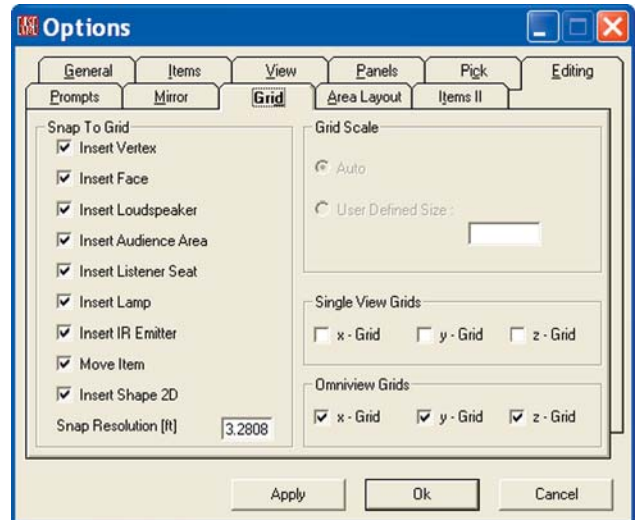 EASE Options
General Items View Panels Pick Editing
Prompts Mirror Grid Area Layout Items II
Snap To Grid
Insert Vertex
Insert Face
Insert Loudspeaker
Insert Audience Area
Insert Listener Seat
Insert Lamp
Insert IR Emitter
Move Item
Insert Shape 2D
Snap Resolution [ft] 3.2808
Grid Scale
Auto
User Defined Size :
Single View Grids
x - Grid y - Grid z - Grid
Omniview Grids
x - Grid y - Grid z - Grid
Apply Ok Cancel